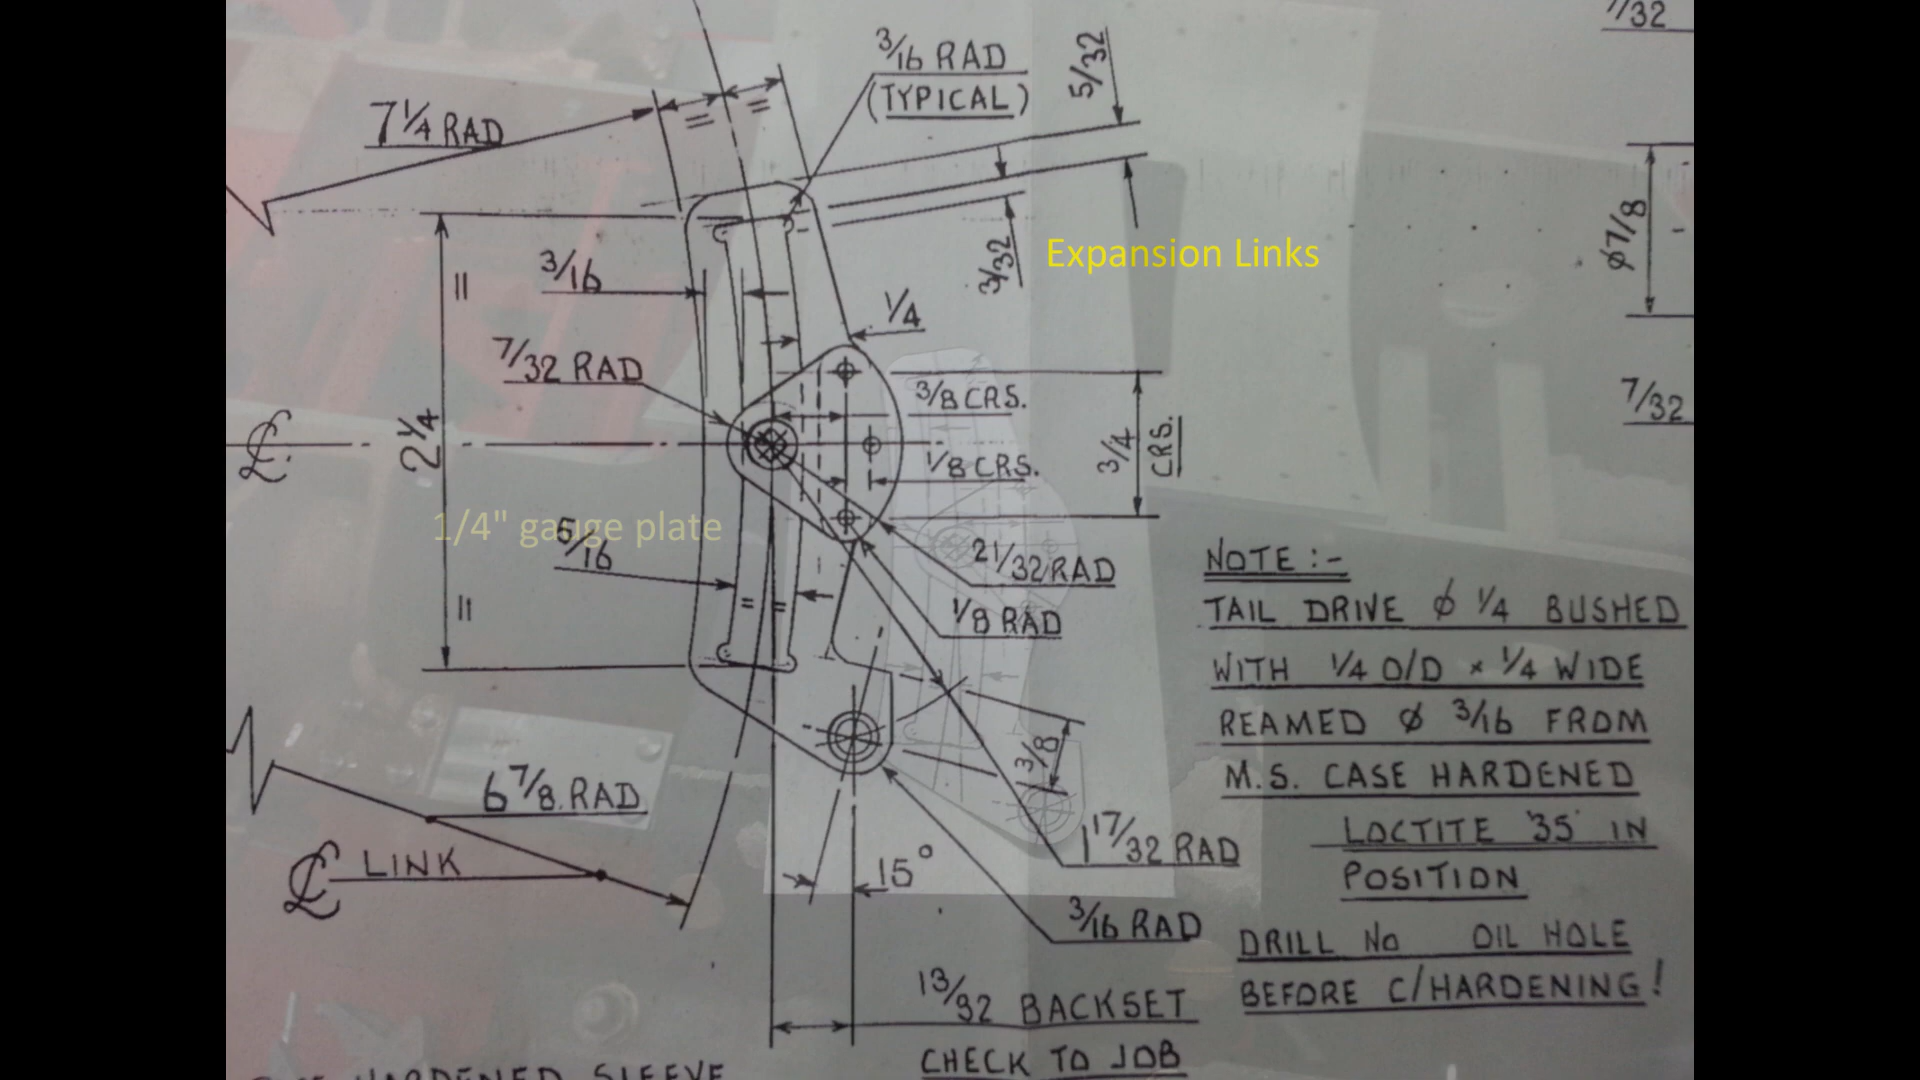 7/32
3/16 RAD
(TYPICAL)
5/32
7 1/4 RAD
3/32
Expansion Links
ϕ 7/8
3/16
1/4
7/32 RAD
3/8 CRS.
7/32
2 1/4
℄
1/8 CRS.
3/4
CRS.
1/4" gauge plate
5/16
21/32 RAD
1/8 RAD
NOTE :-
TAIL DRIVE ϕ 1/4 BUSHED
WITH 1/4 O/D × 1/4 WIDE
REAMED ϕ 3/16 FROM
M.S. CASE HARDENED
LOCTITE '35' IN
POSITION
DRILL No OIL HOLE
BEFORE C/HARDENING!
3/8
6 7/8 RAD
℄ LINK
1 17/32 RAD
15°
3/16 RAD
13/32 BACKSET
CHECK TO JOB
HARDENED SLEEVE